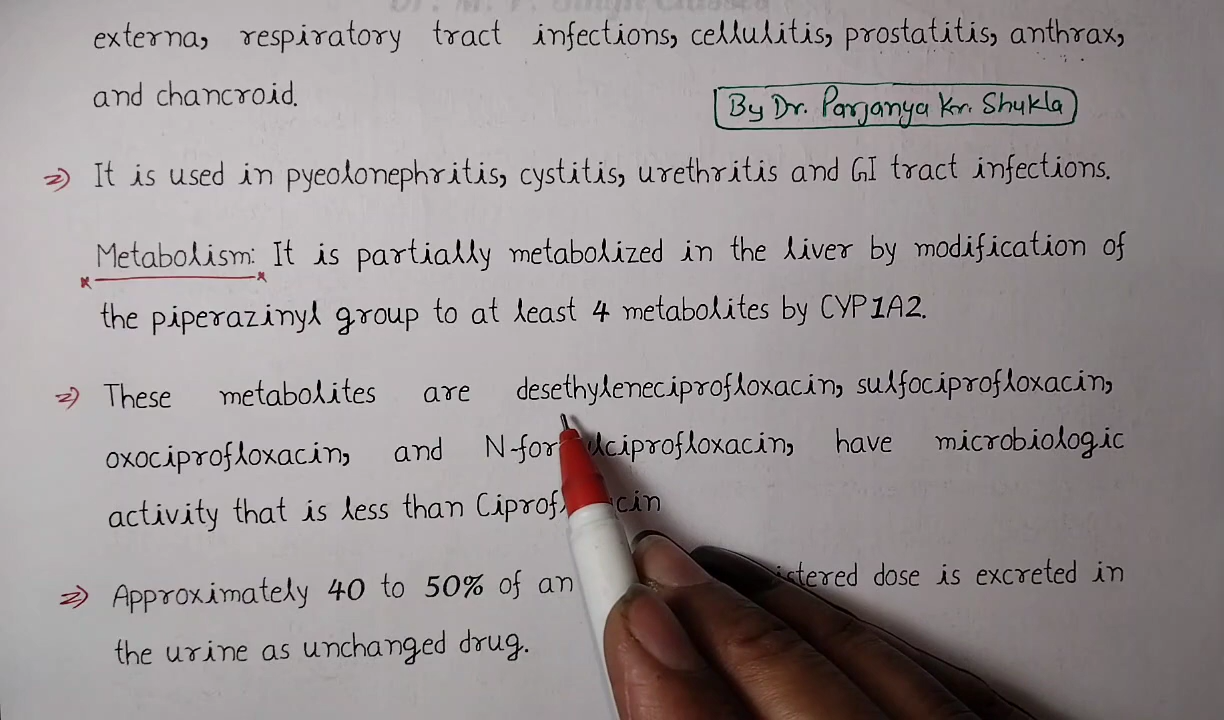 externa, respiratory tract infections, cellulitis, prostatitis, anthrax,
and chancroid.
By Dr. Parjanya Kr. Shukla
⇒ It is used in pyeolonephritis, cystitis, urethritis and GI tract infections.
Metabolism: It is partially metabolized in the liver by modification of
the piperazinyl group to at least 4 metabolites by CYP1A2.
⇒ These metabolites are desethyleneciprofloxacin, sulfociprofloxacin,
oxociprofloxacin, and have microbiologic
activity that is less than
⇒ Approximately 40 to 50% of an dose is excreted in
the urine as unchanged drug.